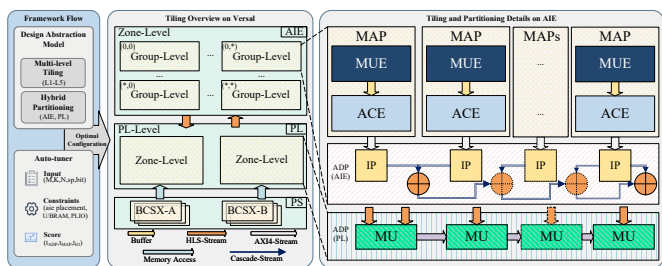 Framework Flow
Design Abstraction
Model
Multi-level
Tiling
(L1-L5)
Hybrid
Partitioning
(AIE, PL)
Optimal
Configuration
Auto-tuner
Input
(M,K,N,sp,bit)
Constraints
(die placement,
U/BRAM, PLIO)
Score
Tiling Overview on Versal
Zone-Level
AIE
(0,0)
Group-Level
...
(0,*)
Group-Level
...
...
(*,0)
Group-Level
...
(*,*)
Group-Level
PL-Level
PL
Zone-Level
Zone-Level
BCSX-A
BCSX-B
PS
Buffer
HLS-Stream
AXI4-Stream
Memory Access
Cascade-Stream
Tiling and Partitioning Details on AIE
MAP
MAP
MAPs
MAP
MUE
MUE
...
MUE
ACE
ACE
ACE
ADP
(AIE)
IP
IP
IP
IP
ADP
(PL)
MU
MU
MU
MU